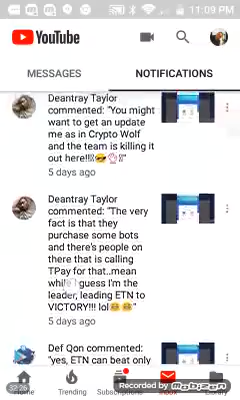 11:09 PM
YouTube
MESSAGES NOTIFICATIONS
Deantray Taylor
commented: "You might
want to get an update
me as in Crypto Wolf
and the team is killing it
out here!!
5 days ago
Deantray Taylor
commented: "The very
fact is that they
purchase some bots
and there's people on
there that is calling
TPay for that..mean
guess I'm the
leader, leading ETN to
VICTORY!!! lol😂😂"
5 days ago
Def Qon commented:
"yes, ETN can beat only
32:26
Home Trending Subscriptions Inbox Library
Recorded by Mobizen